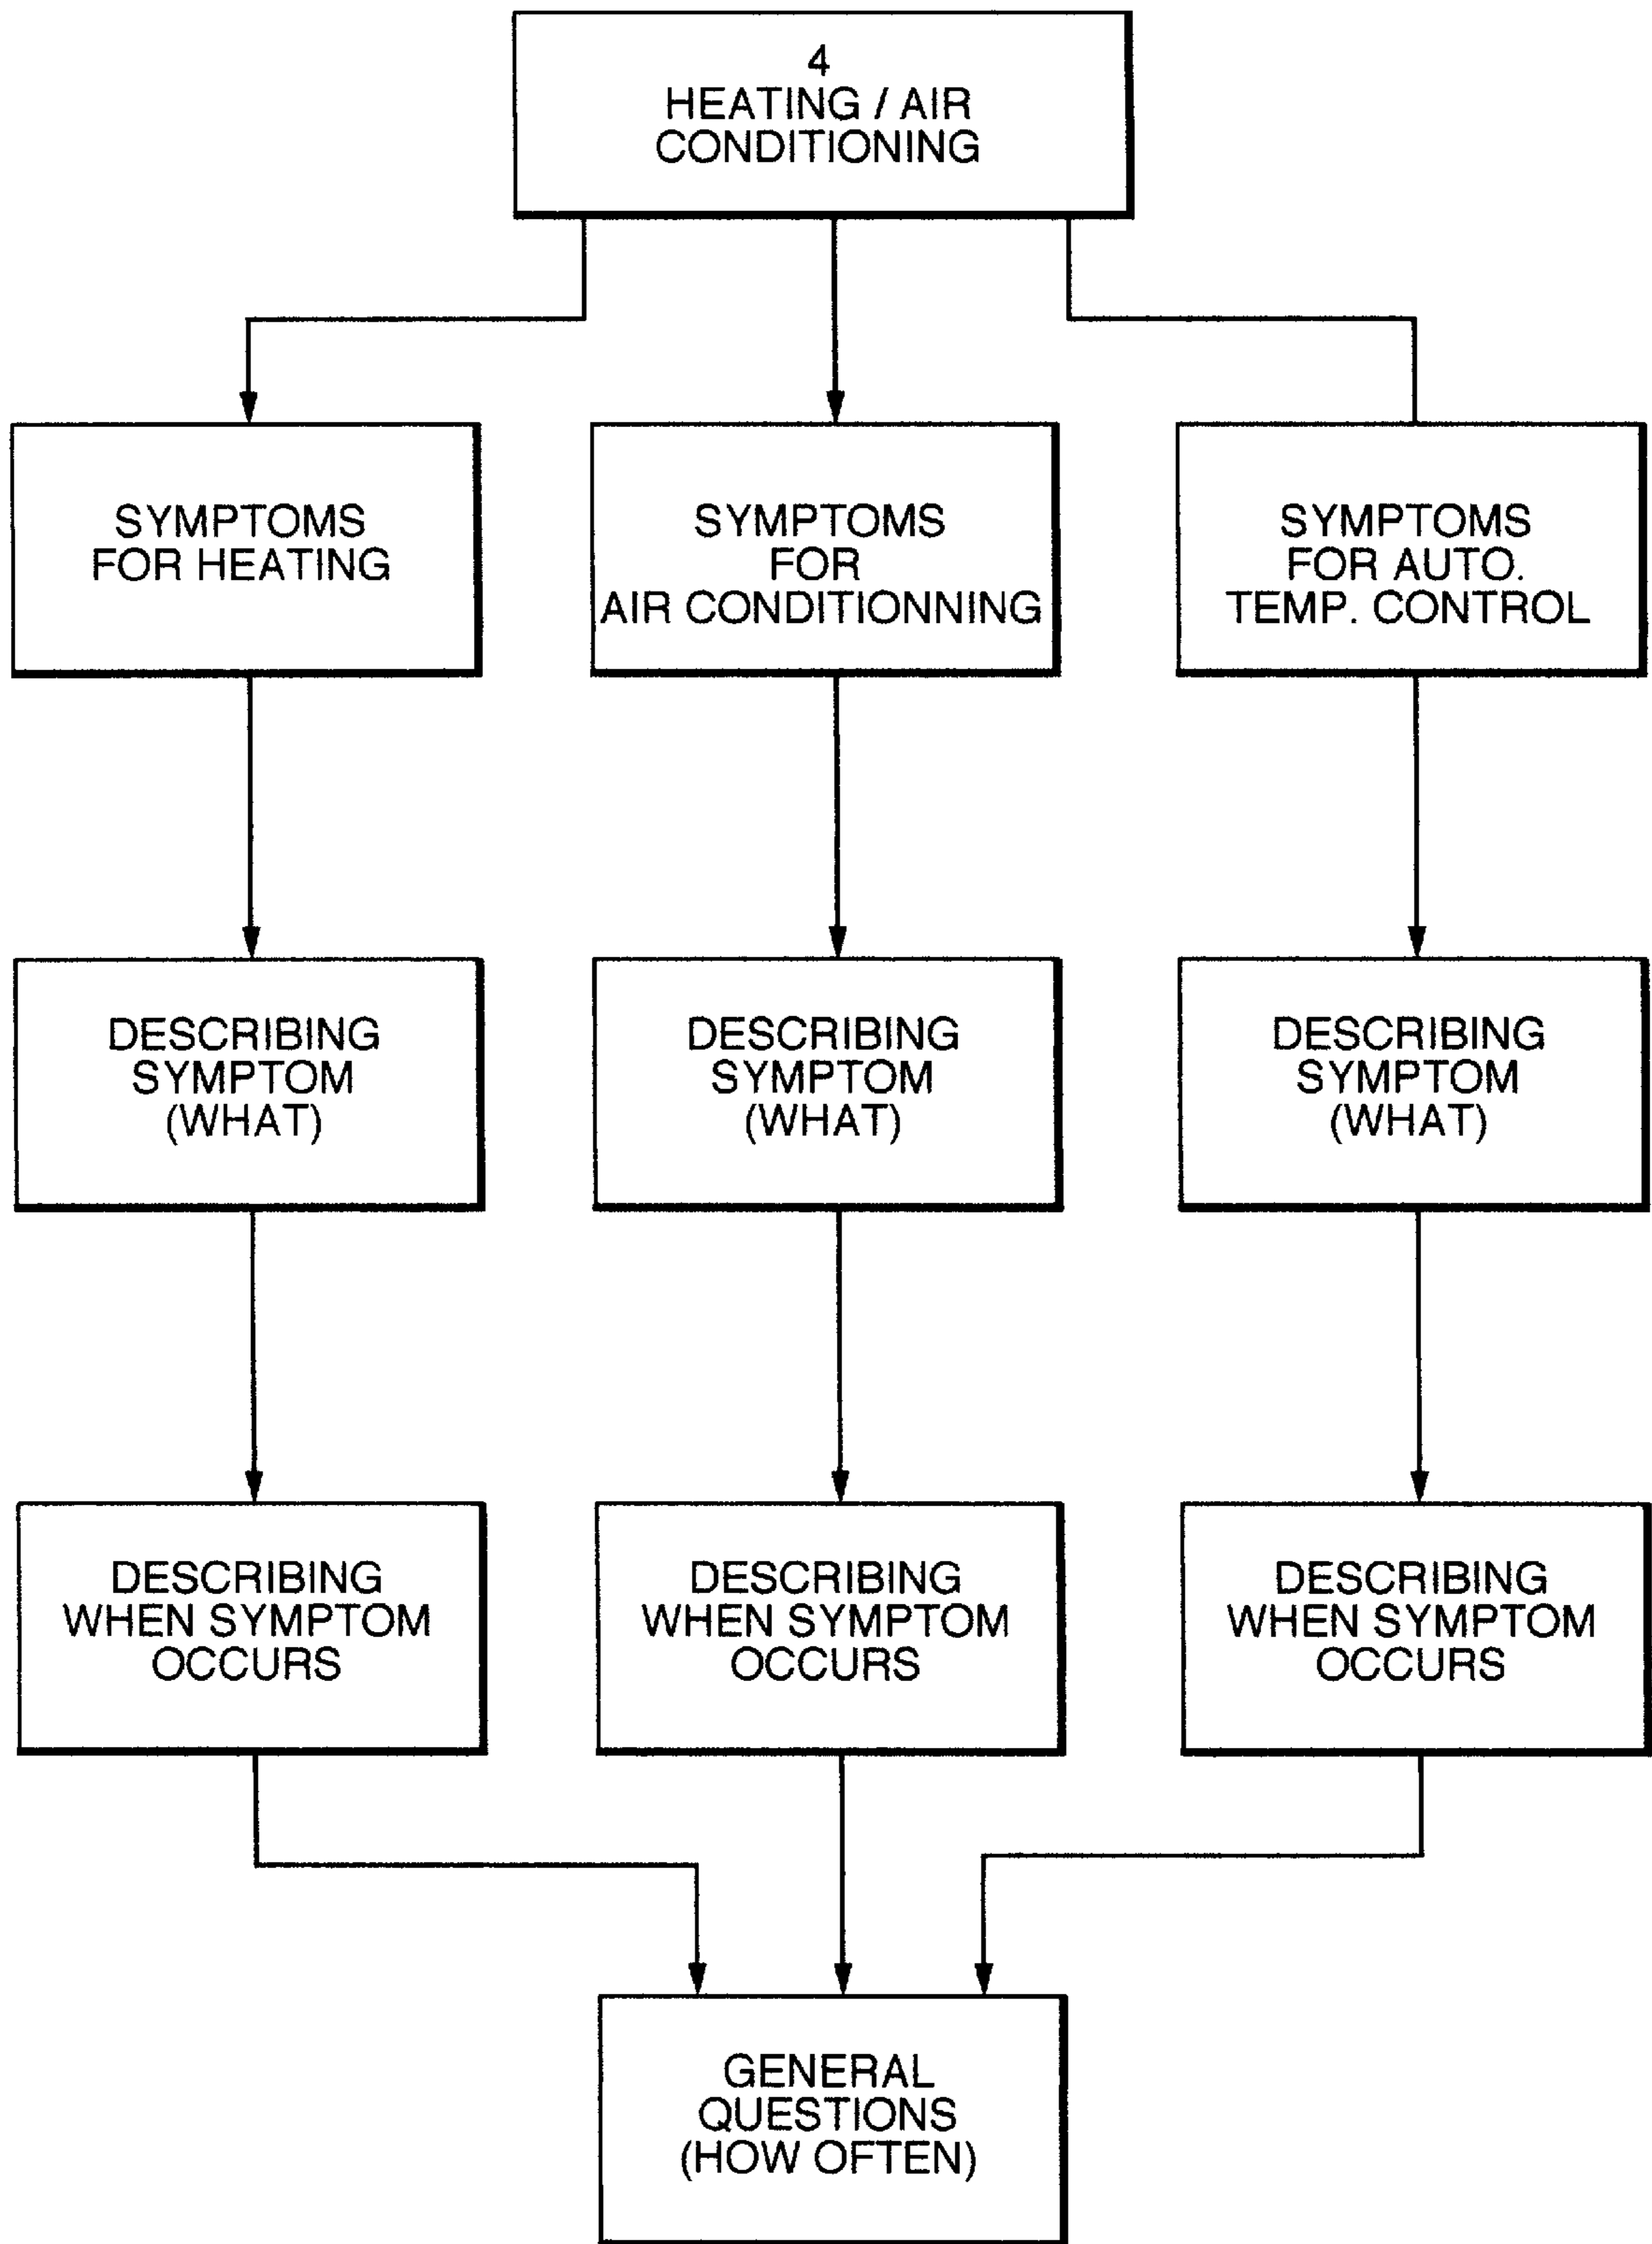 4
HEATING / AIR
CONDITIONING
SYMPTOMS
FOR HEATING
SYMPTOMS
FOR
AIR CONDITIONNING
SYMPTOMS
FOR AUTO.
TEMP. CONTROL
DESCRIBING
SYMPTOM
(WHAT)
DESCRIBING
SYMPTOM
(WHAT)
DESCRIBING
SYMPTOM
(WHAT)
DESCRIBING
WHEN SYMPTOM
OCCURS
DESCRIBING
WHEN SYMPTOM
OCCURS
DESCRIBING
WHEN SYMPTOM
OCCURS
GENERAL
QUESTIONS
(HOW OFTEN)